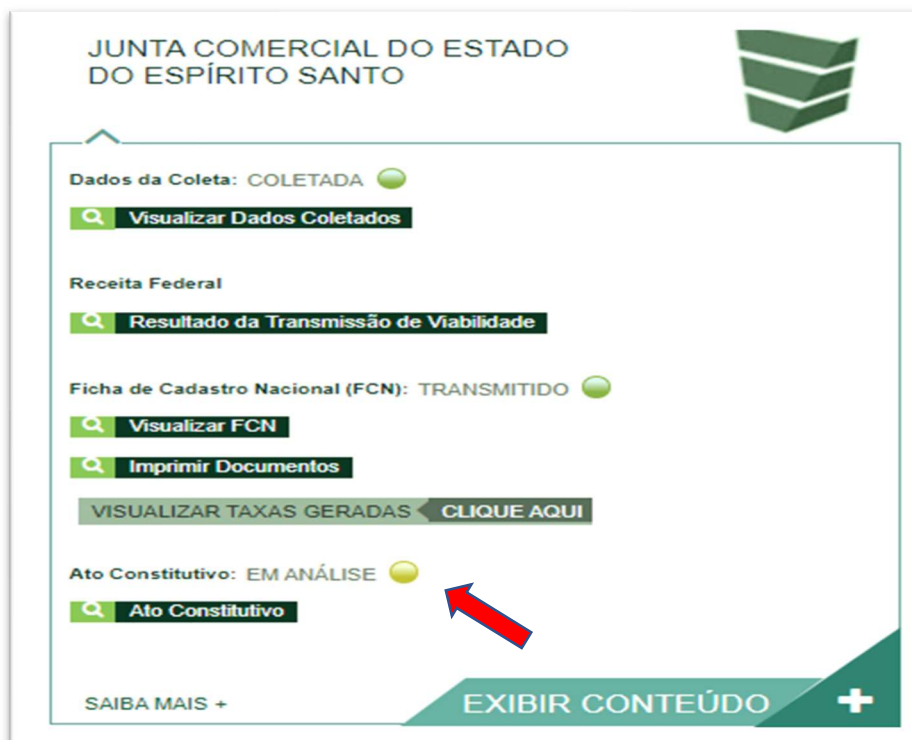 JUNTA COMERCIAL DO ESTADO
DO ESPÍRITO SANTO
Dados da Coleta: COLETADA
Visualizar Dados Coletados
Receita Federal
Resultado da Transmissão de Viabilidade
Ficha de Cadastro Nacional (FCN): TRANSMITIDO
Visualizar FCN
Imprimir Documentos
VISUALIZAR TAXAS GERADAS CLIQUE AQUI
Ato Constitutivo: EM ANÁLISE
Ato Constitutivo
SAIBA MAIS + EXIBIR CONTEÚDO +